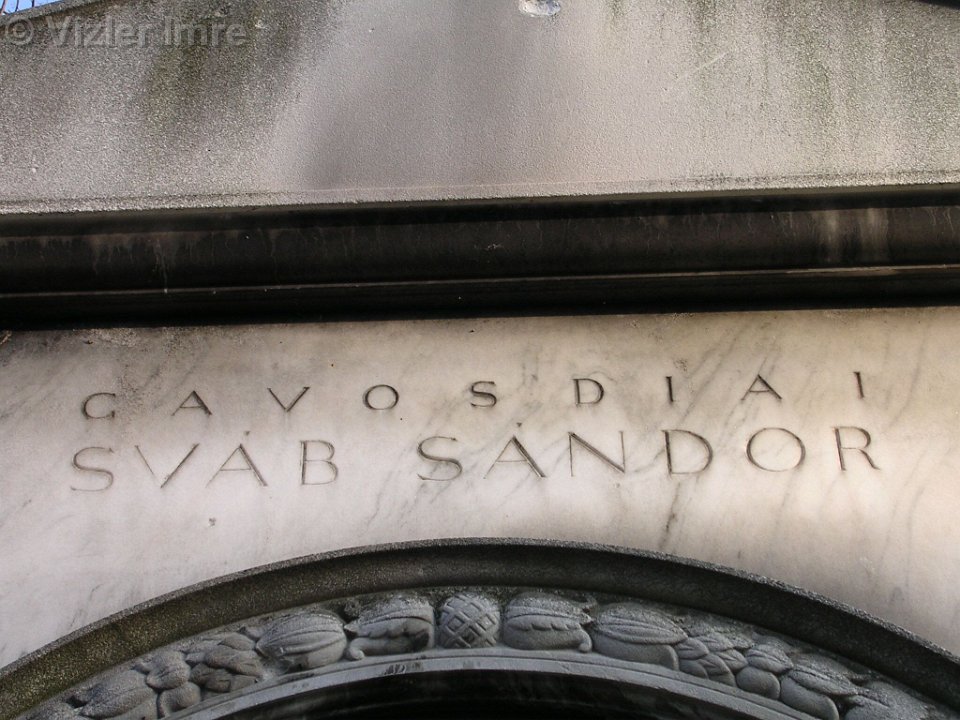 © Vizler Imre
GAVOSDIAI
SVÁB SÁNDOR